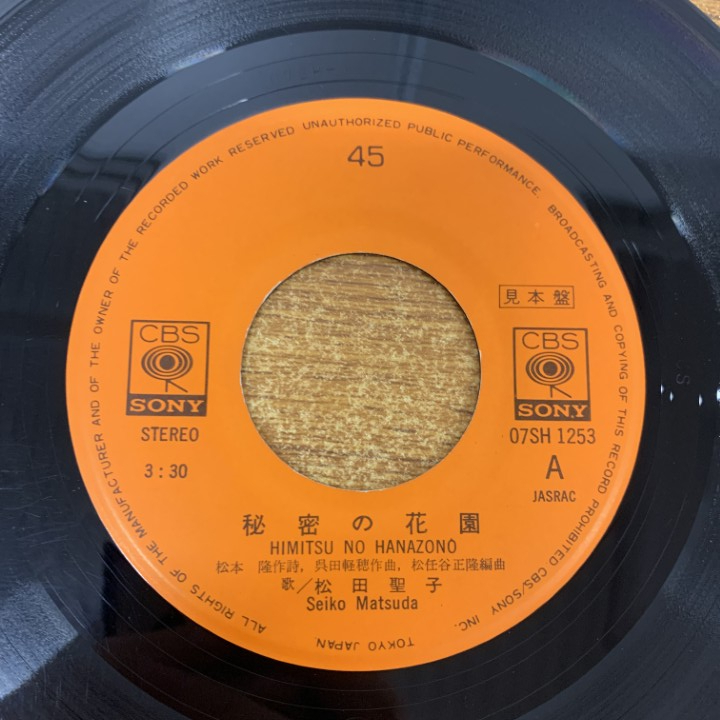 ALL RIGHTS OF THE MANUFACTURER AND OF THE OWNER OF THE RECORDED WORK RESERVED UNAUTHORIZED PUBLIC PERFORMANCE. BROADCASTING AND COPYING OF THIS RECORD PROHIBITED CBS/SONY INC. TOKYO JAPAN
45
見本盤
CBS
SONY
CBS
SONY
STEREO
07SH 1253
3:30
A
JASRAC
秘密の花園
HIMITSU NO HANAZONO
松本 隆作詩, 呉田軽穂作曲, 松任谷正隆編曲
歌/松田聖子
Seiko Matsuda